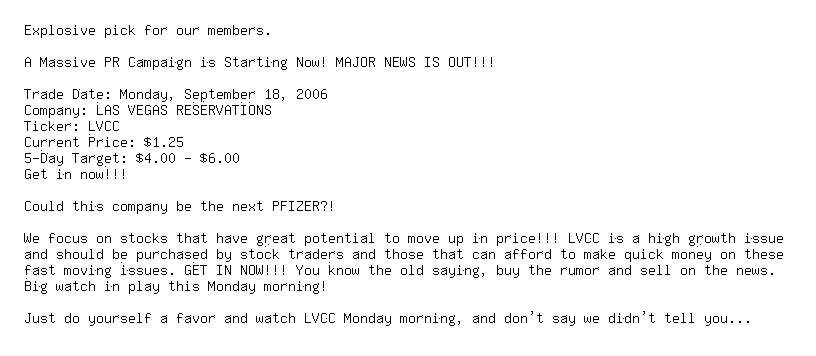 Explosive pick for our members.
A Massive PR Campaign is Starting Now! MAJOR NEWS IS OUT!!!
Trade Date: Monday, September 18, 2006
Company: LAS VEGAS RESERVATIONS
Ticker: LVCC
Current Price: $1.25
5-Day Target: $4.00 - $6.00
Get in now!!!
Could this company be the next PFIZER?!
We focus on stocks that have great potential to move up in price!!! LVCC is a high growth issue
and should be purchased by stock traders and those that can afford to make quick money on these
fast moving issues. GET IN NOW!!! You know the old saying, buy the rumor and sell on the news.
Big watch in play this Monday morning!
Just do yourself a favor and watch LVCC Monday morning, and don't say we didn't tell you...